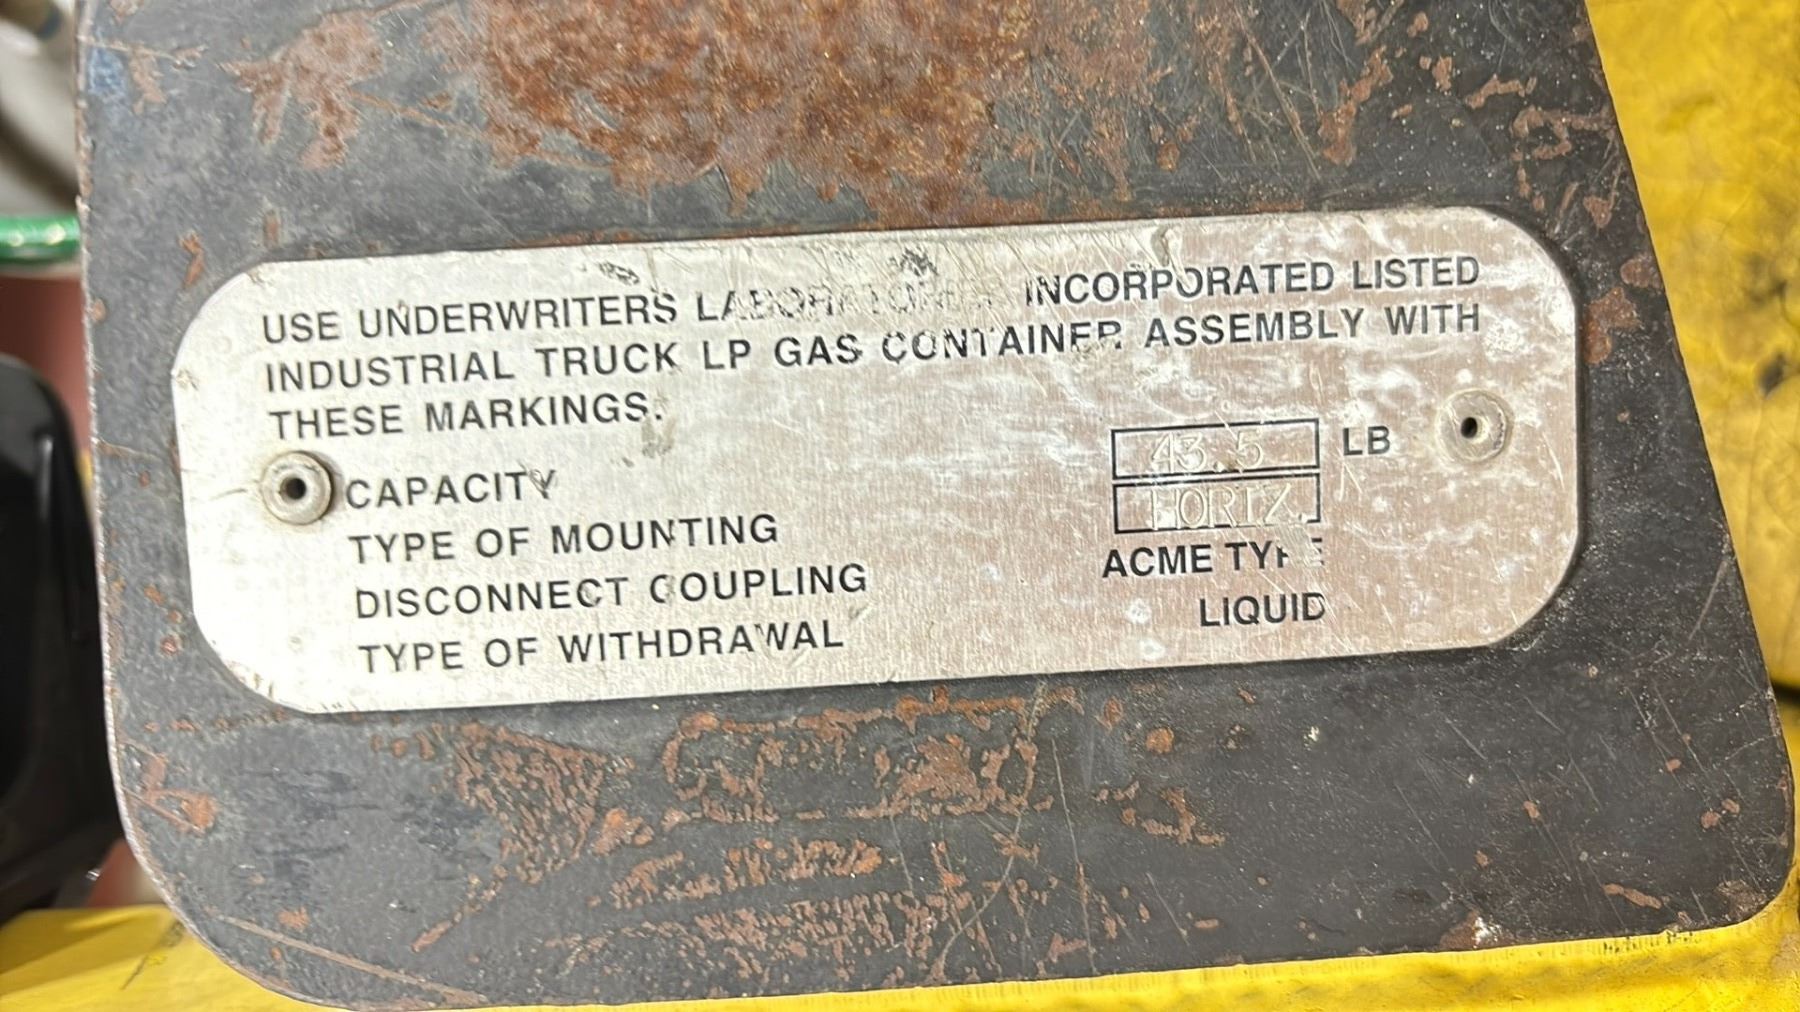 USE UNDERWRITERS LABORATORIES INCORPORATED LISTED
INDUSTRIAL TRUCK LP GAS CONTAINER ASSEMBLY WITH
THESE MARKINGS.
CAPACITY 43.5 LB
TYPE OF MOUNTING HORIZ.
DISCONNECT COUPLING ACME TYPE
TYPE OF WITHDRAWAL LIQUID